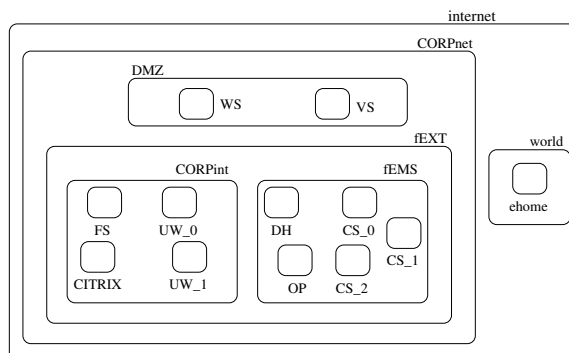 internet
CORPnet
DMZ
WS
VS
fEXT
CORPint
fEMS
world
FS
UW_0
DH
CS_0
ehome
CS_1
CITRIX
UW_1
OP
CS_2